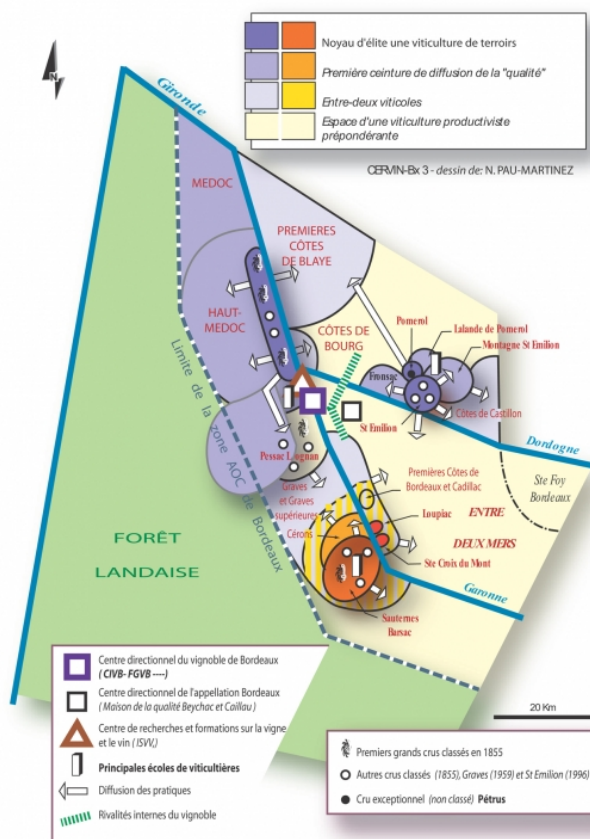 Noyau d'élite une viticulture de terroirs
Première ceinture de diffusion de la "qualité"
Entre-deux viticoles
Espace d'une viticulture productiviste
prépondérante
CERVIN-Bx 3 - dessin de: N. PAU-MARTINEZ
N
Gironde
MEDOC
PREMIERES
CÔTES
DE BLAYE
HAUT-
MEDOC
CÔTES DE
BOURG
Pomerol
Lalande de Pomerol
Montagne St Emilion
Fronsac
Côtes de Castillon
St Emilion
Dordogne
Limite de la zone AOC de Bordeaux
Pessac Léognan
Graves
et Graves
supérieures
Cérons
Premières Côtes de
Bordeaux et Cadillac
Loupiac
ENTRE
DEUX MERS
Ste Croix du Mont
Ste Foy
Bordeaux
Garonne
Sauternes
Barsac
FORÊT
LANDAISE
20 Km
Centre directionnel du vignoble de Bordeaux
( CIVB- FGVB ----)
Centre directionnel de l'appellation Bordeaux
( Maison de la qualité Beychac et Caillau )
Centre de recherches et formations sur la vigne
et le vin ( ISVV,)
Principales écoles de viticultières
Diffusion des pratiques
Rivalités internes du vignoble
Premiers grands crus classés en 1855
Autres crus classés (1855), Graves (1959) et St Emilion (1996)
Cru exceptionnel (non classé) Pétrus